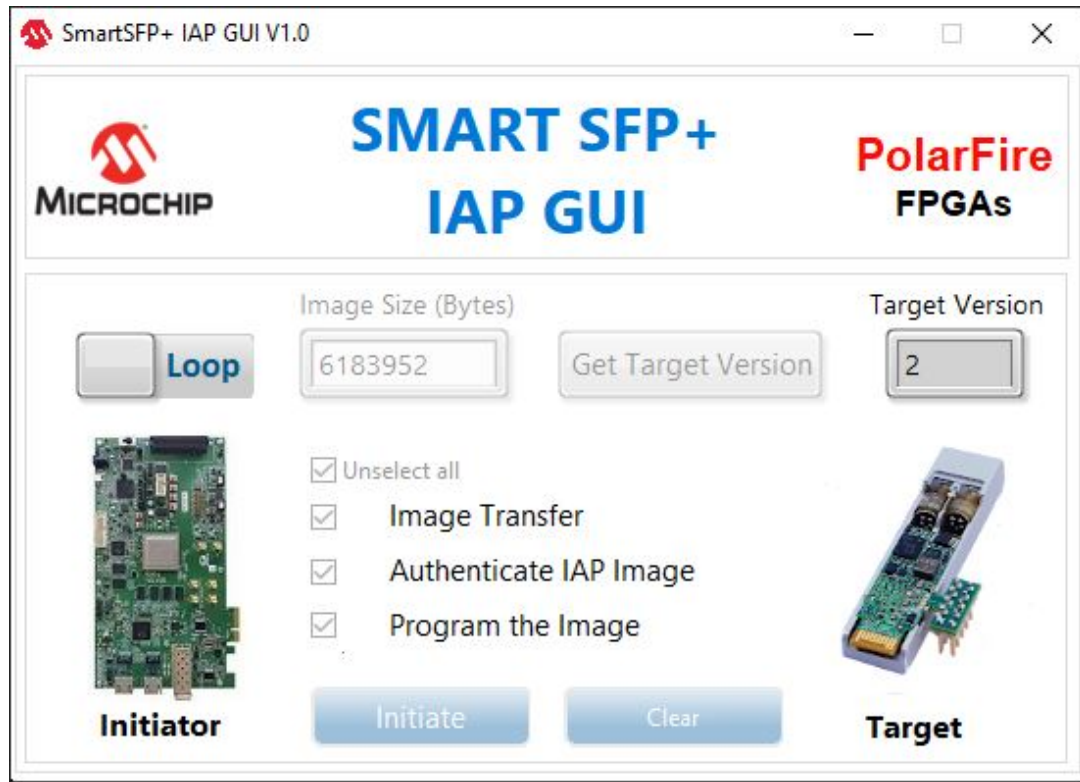 SmartSFP+ IAP GUI V1.0
MICROCHIP
SMART SFP+
IAP GUI
PolarFire
FPGAs
Loop
Image Size (Bytes)
6183952
Get Target Version
Target Version
2
Unselect all
Image Transfer
Authenticate IAP Image
Program the Image
Initiator
Initiate
Clear
Target